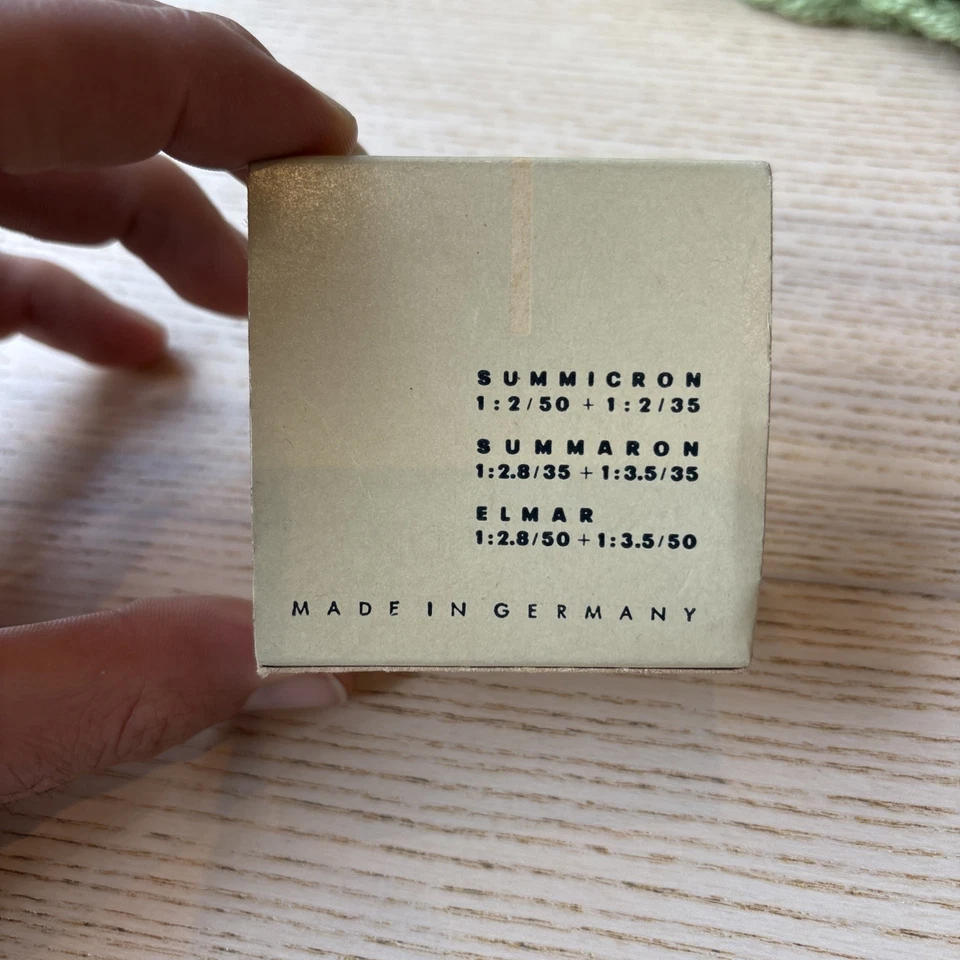 SUMMICRON
1:2/50 + 1:2/35
SUMMARON
1:2.8/35 + 1:3.5/35
ELMAR
1:2.8/50 + 1:3.5/50
MADE IN GERMANY